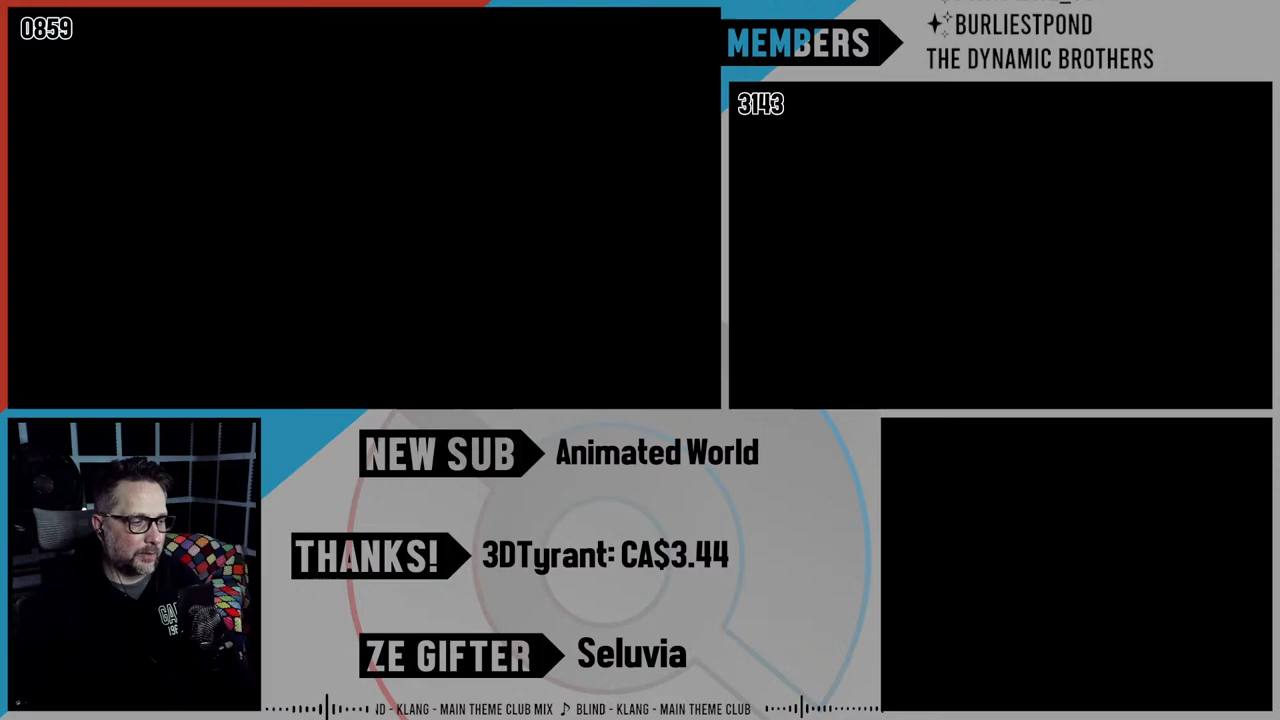 0859
MEMBERS
BURLIESTPOND
THE DYNAMIC BROTHERS
3143
NEW SUB
Animated World
THANKS!
3DTyrant: CA$3.44
ZE GIFTER
Seluvia
D - KLANG - MAIN THEME CLUB MIX ♪ BLIND - KLANG - MAIN THEME CLUB